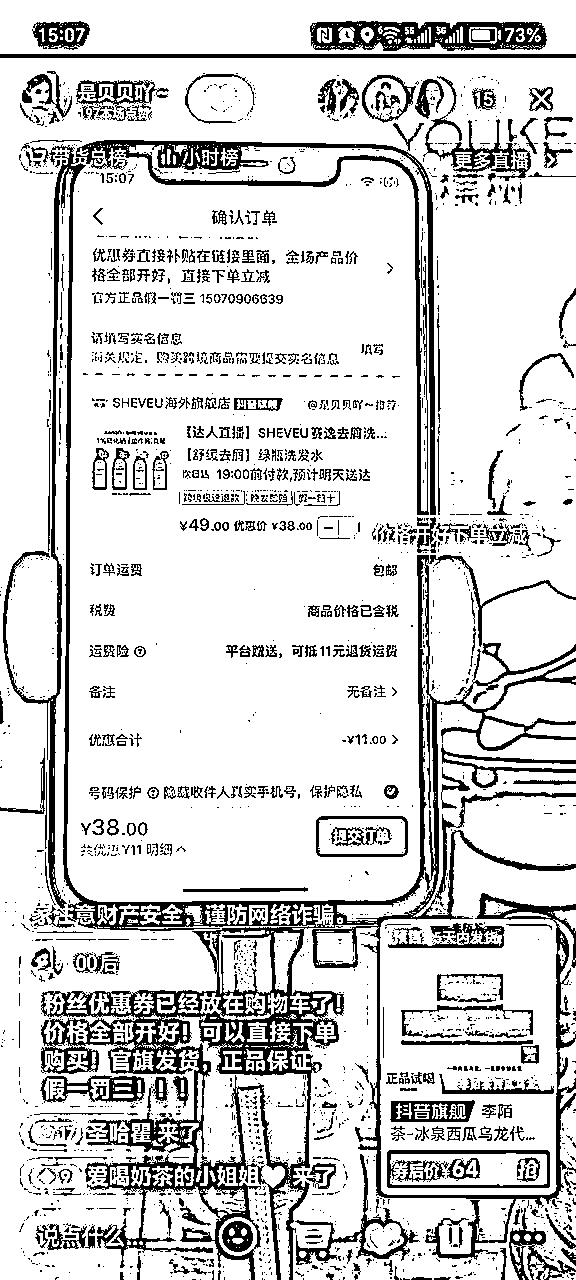 15:07
73%
是贝贝吖~
15
带货总榜
小时榜
更多直播
15:07
确认订单
优惠券直接补贴在链接里面，全场产品价
格全部开好，直接下单立减
官方正品假一罚三 15070906639
请填写实名信息
海关规定，购买跨境商品需要提交实名信息
填写
SHEVEU海外旗舰店
@是贝贝吖~推荐
【达人直播】SHEVEU赛逸去屑洗...
【舒缓去屑】绿瓶洗发水
19:00前付款,预计明天送达
¥49.00 优惠价 ¥38.00
价格开好下单立减
订单运费
包邮
税费
商品价格已含税
运费险
平台赠送，可抵11元退货运费
备注
无备注
优惠合计
-¥11.00
号码保护
隐藏收件人真实手机号，保护隐私
¥38.00
共优惠¥11 明细
提交订单
家注意财产安全，谨防网络诈骗。
00后
粉丝优惠券已经放在购物车了！
价格全部开好！可以直接下单
购买！官旗发货，正品保证，
假一罚三！！！
正品试喝
抖音旗舰 李陌
茶-冰泉西瓜乌龙代...
券后价¥64
抢
17
圣哈瞿 来了
9
爱喝奶茶的小姐姐 来了
说点什么...